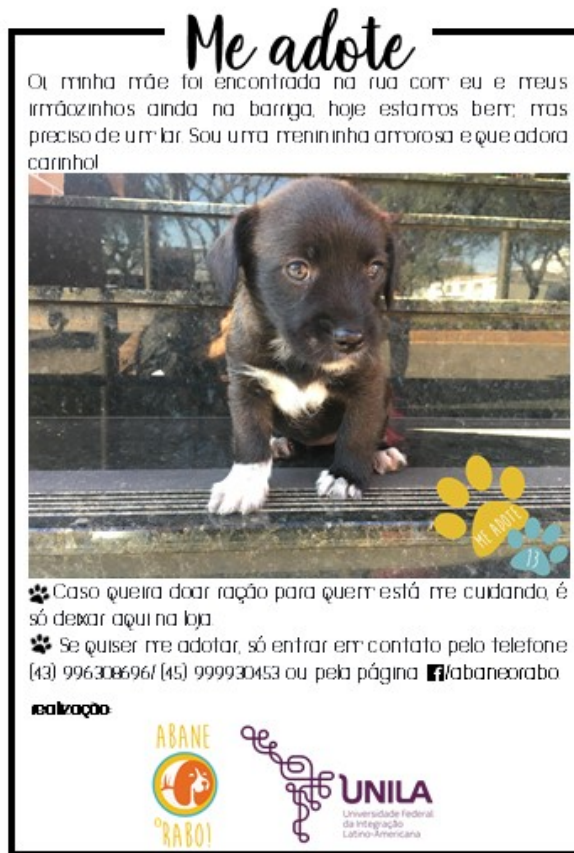 Me adote
Oi, minha mãe foi encontrada na rua com eu e meus
irmãozinhos ainda na barriga, hoje estamos bem, mas
preciso de um lar. Sou uma menininha amorosa e que adora
carinho!
ME ADOTE
13
Caso queira doar ração para quem está me cuidando, é
só deixar aqui na loja.
Se quiser me adotar, só entrar em contato pelo telefone
(43) 996308696/ (45) 999930453 ou pela página f/abaneorabo
realização:
ABANE
O RABO!
UNILA
Universidade Federal
da Integração
Latino-Americana